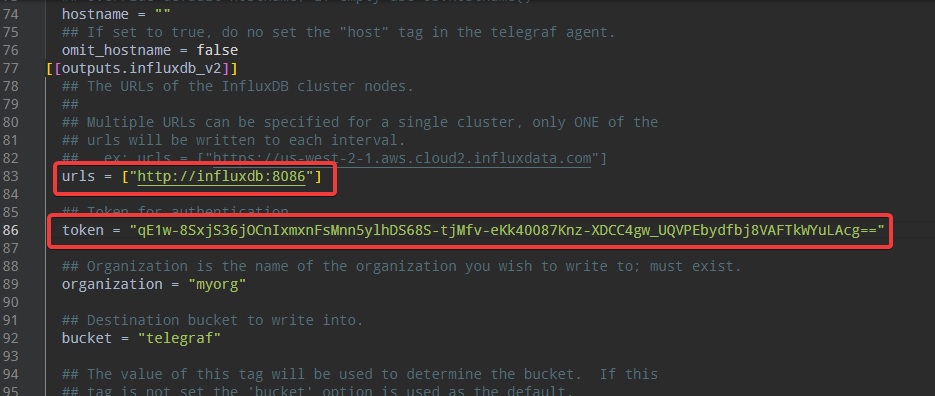 74 hostname = ""
75 ## If set to true, do no set the "host" tag in the telegraf agent.
76 omit_hostname = false
77 [[outputs.influxdb_v2]]
78 ## The URLs of the InfluxDB cluster nodes.
79 ##
80 ## Multiple URLs can be specified for a single cluster, only ONE of the
81 ## urls will be written to each interval.
82 ## ex: urls = ["https://us-west-2-1.aws.cloud2.influxdata.com"]
83 urls = ["http://influxdb:8086"]
84
85 ## Token for authentication
86 token = "qE1w-8SxjS36jOCnIxmxnFsMnn5ylhDS68S-tjMfv-eKk40087Knz-XDCC4gw_UQVPEbydfbj8VAFTkWYuLAcg=="
87
88 ## Organization is the name of the organization you wish to write to; must exist.
89 organization = "myorg"
90
91 ## Destination bucket to write into.
92 bucket = "telegraf"
93
94 ## The value of this tag will be used to determine the bucket.  If this
95 ## tag is not set the 'bucket' option is used as the default.